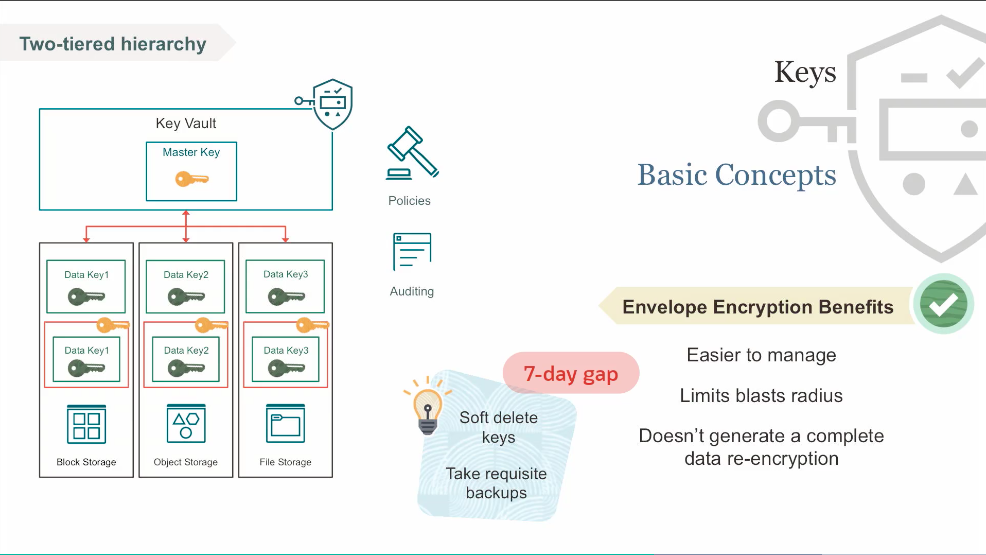 Two-tiered hierarchy
Keys
Basic Concepts
Key Vault
Master Key
Policies
Auditing
Data Key1
Data Key2
Data Key3
Data Key1
Data Key2
Data Key3
Block Storage
Object Storage
File Storage
7-day gap
Soft delete
keys
Take requisite
backups
Envelope Encryption Benefits
Easier to manage
Limits blasts radius
Doesn't generate a complete
data re-encryption